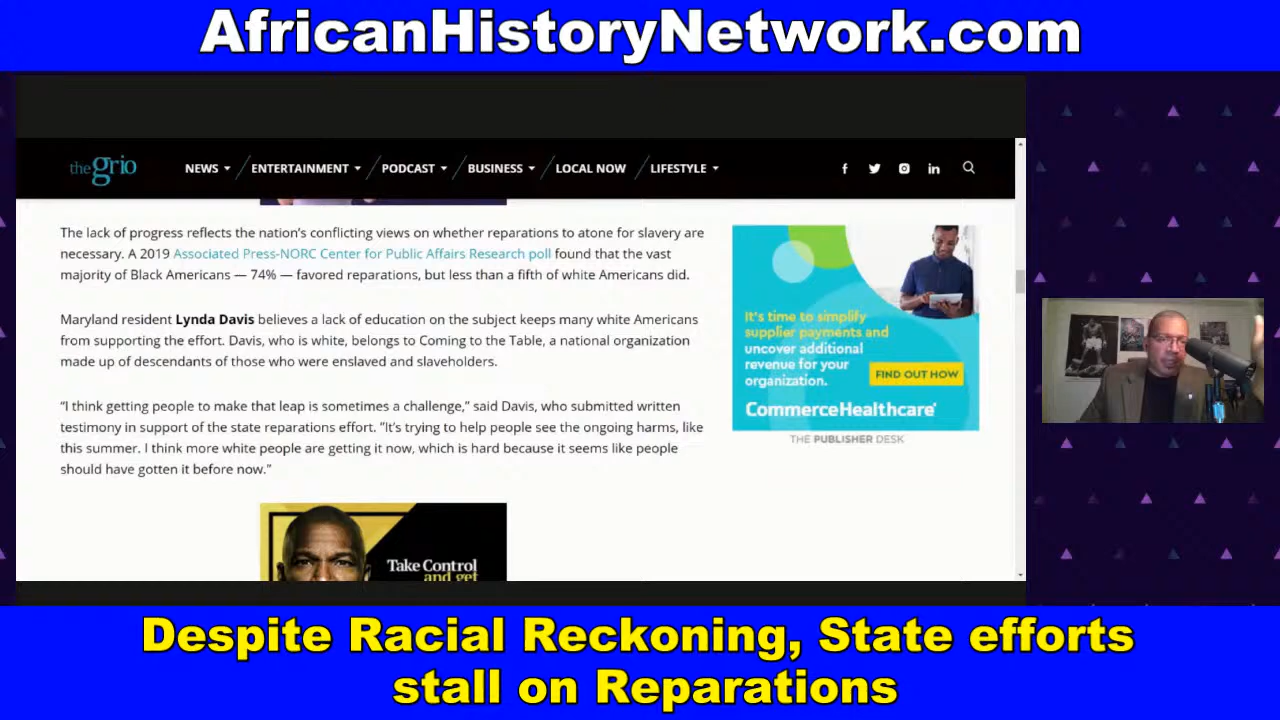 AfricanHistoryNetwork.com
the grio
NEWS
ENTERTAINMENT
PODCAST
BUSINESS
LOCAL NOW
LIFESTYLE
The lack of progress reflects the nation's conflicting views on whether reparations to atone for slavery are
necessary. A 2019 Associated Press-NORC Center for Public Affairs Research poll found that the vast
majority of Black Americans — 74% — favored reparations, but less than a fifth of white Americans did.
Maryland resident Lynda Davis believes a lack of education on the subject keeps many white Americans
from supporting the effort. Davis, who is white, belongs to Coming to the Table, a national organization
made up of descendants of those who were enslaved and slaveholders.
“I think getting people to make that leap is sometimes a challenge,” said Davis, who submitted written
testimony in support of the state reparations effort. “It's trying to help people see the ongoing harms, like
this summer. I think more white people are getting it now, which is hard because it seems like people
should have gotten it before now.”
It's time to simplify
supplier payments and
uncover additional
revenue for your
organization.
FIND OUT HOW
CommerceHealthcare
THE PUBLISHER DESK
Take Control
and get
Despite Racial Reckoning, State efforts
stall on Reparations